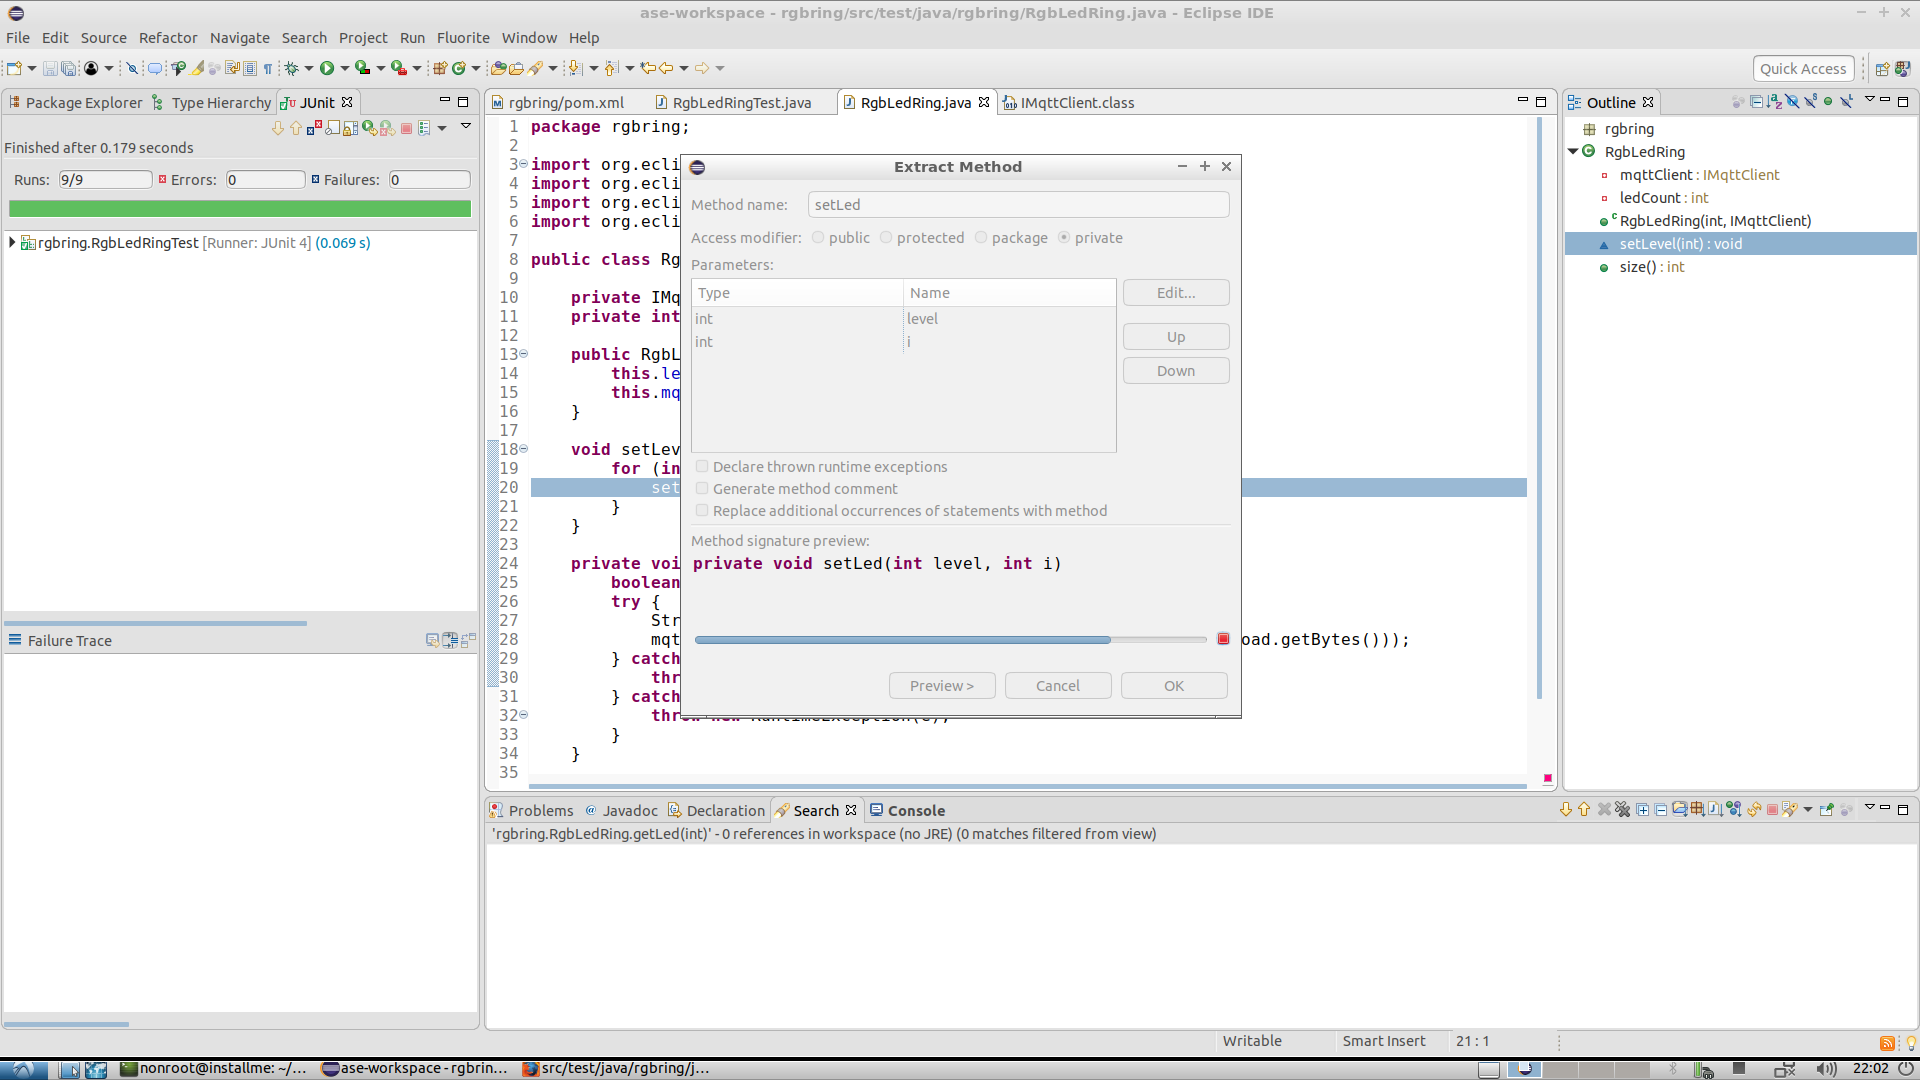 ase-workspace - rgbring/src/test/java/rgbring/RgbLedRing.java - Eclipse IDE
File Edit Source Refactor Navigate Search Project Run Fluorite Window Help
Quick Access
Package Explorer Type Hierarchy JUnit
Finished after 0.179 seconds
Runs: 9/9 Errors: 0 Failures: 0
rgbring.RgbLedRingTest [Runner: JUnit 4] (0.069 s)
Failure Trace
rgbring/pom.xml RgbLedRingTest.java RgbLedRing.java IMqttClient.class
1 package rgbring;
2
3 import org.ecli
4 import org.ecli
5 import org.ecli
6 import org.ecli
7
8 public class Rg
9
10 private IMq
11 private int
12
13 public RgbL
14 this.le
15 this.mq
16 }
17
18 void setLev
19 for (in
20 set
21 }
22 }
23
24 private voi
25 boolean
26 try {
27 Str
28 mqt oad.getBytes()));
29 } catch
30 thr
31 } catch
32 throw new RuntimeException(e);
33 }
34 }
35
Extract Method
Method name: setLed
Access modifier: public protected package private
Parameters:
Type Name
int level
int i
Edit...
Up
Down
Declare thrown runtime exceptions
Generate method comment
Replace additional occurrences of statements with method
Method signature preview:
private void setLed(int level, int i)
Preview > Cancel OK
Outline
rgbring
RgbLedRing
mqttClient : IMqttClient
ledCount : int
RgbLedRing(int, IMqttClient)
setLevel(int) : void
size() : int
Problems Javadoc Declaration Search Console
'rgbring.RgbLedRing.getLed(int)' - 0 references in workspace (no JRE) (0 matches filtered from view)
Writable Smart Insert 21 : 1
nonroot@installme: ~/... ase-workspace - rgbrin... src/test/java/rgbring/j... 22:02